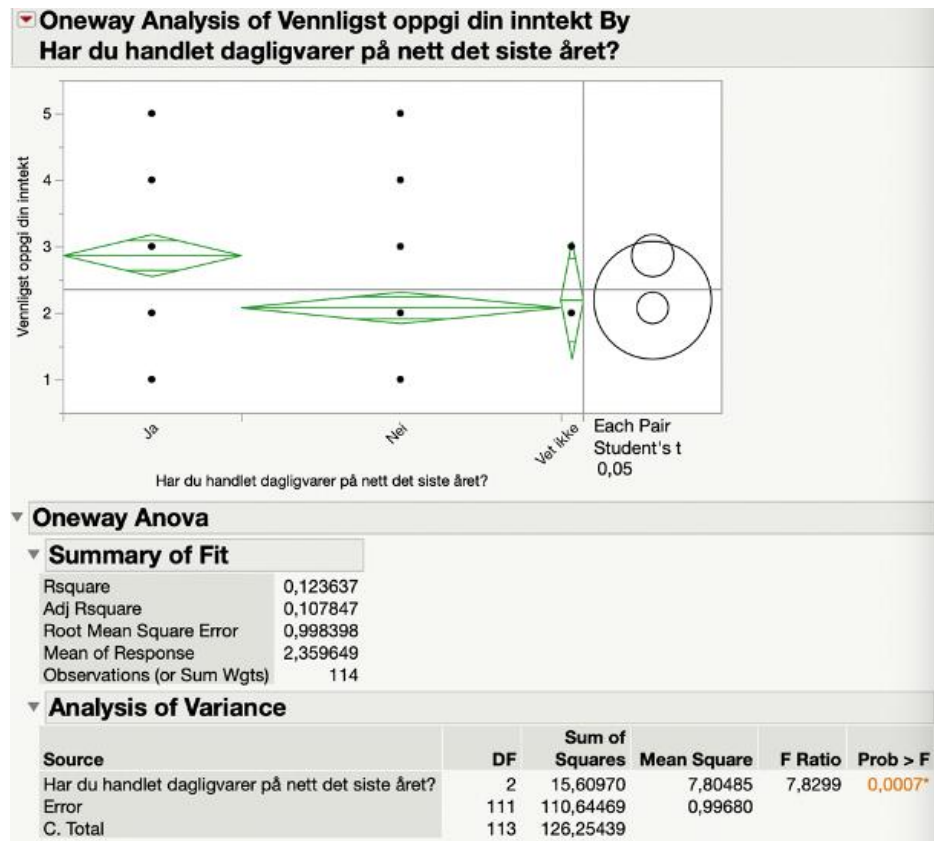 Oneway Analysis of Vennligst oppgi din inntekt By
Har du handlet dagligvarer på nett det siste året?
Vennligst oppgi din inntekt
5
4
3
2
1
Ja
Nei
Vet ikke
Each Pair
Student's t
0,05
Har du handlet dagligvarer på nett det siste året?
Oneway Anova
Summary of Fit
Rsquare 0,123637
Adj Rsquare 0,107847
Root Mean Square Error 0,998398
Mean of Response 2,359649
Observations (or Sum Wgts) 114
Analysis of Variance
Sum of
Source DF Squares Mean Square F Ratio Prob > F
Har du handlet dagligvarer på nett det siste året? 2 15,60970 7,80485 7,8299 0,0007*
Error 111 110,64469 0,99680
C. Total 113 126,25439